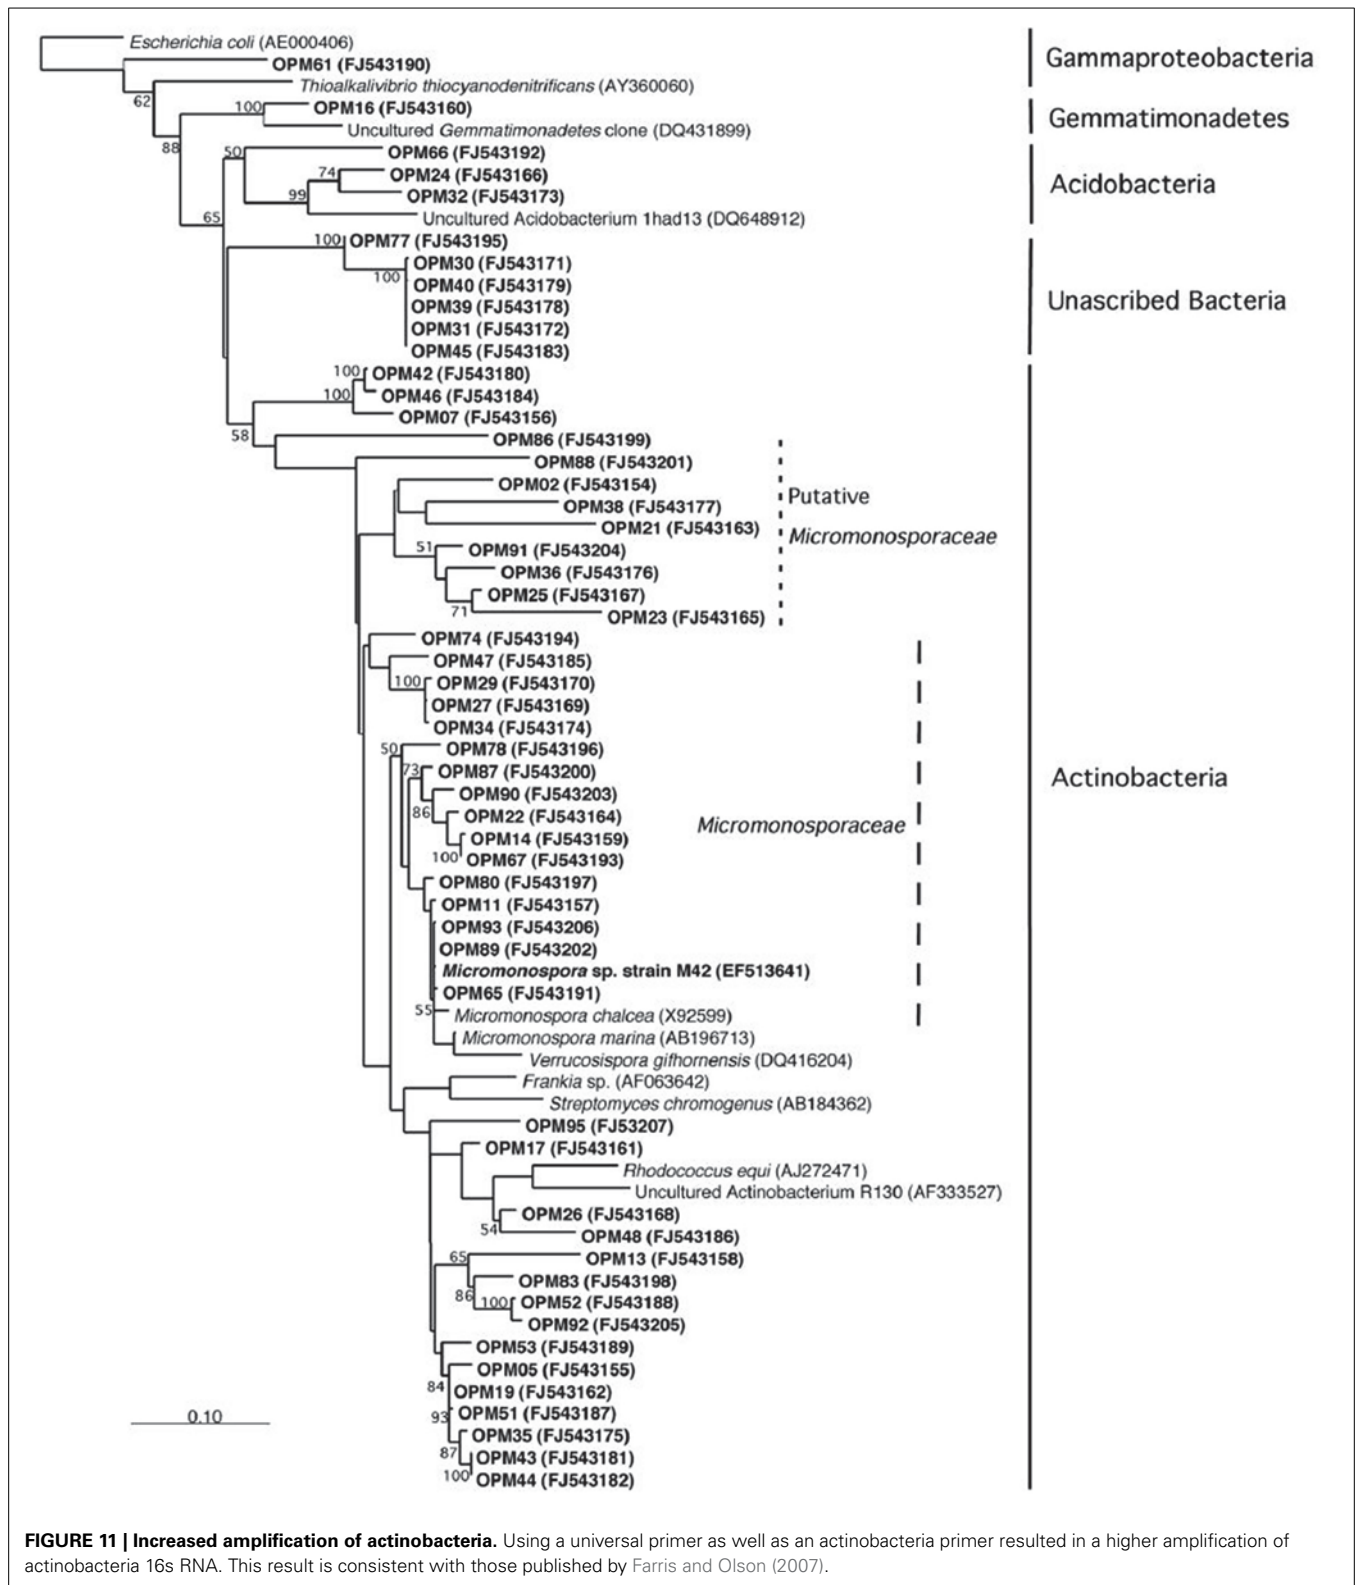 Escherichia coli (AE000406)
OPM61 (FJ543190)
Gammaproteobacteria
Thioalkalivibrio thiocyanodenitrificans (AY360060)
62
100
OPM16 (FJ543160)
Gemmatimonadetes
Uncultured Gemmatimonadetes clone (DQ431899)
88
50
OPM66 (FJ543192)
74
OPM24 (FJ543166)
Acidobacteria
99
OPM32 (FJ543173)
65
Uncultured Acidobacterium 1had13 (DQ648912)
100
OPM77 (FJ543195)
OPM30 (FJ543171)
100
OPM40 (FJ543179)
Unascribed Bacteria
OPM39 (FJ543178)
OPM31 (FJ543172)
OPM45 (FJ543183)
100
OPM42 (FJ543180)
100
OPM46 (FJ543184)
OPM07 (FJ543156)
58
OPM86 (FJ543199)
OPM88 (FJ543201)
OPM02 (FJ543154)
Putative
OPM38 (FJ543177)
OPM21 (FJ543163)
Micromonosporaceae
51
OPM91 (FJ543204)
OPM36 (FJ543176)
OPM25 (FJ543167)
71
OPM23 (FJ543165)
OPM74 (FJ543194)
OPM47 (FJ543185)
100
OPM29 (FJ543170)
OPM27 (FJ543169)
OPM34 (FJ543174)
50
OPM78 (FJ543196)
73
OPM87 (FJ543200)
Actinobacteria
OPM90 (FJ543203)
86
OPM22 (FJ543164)
Micromonosporaceae
OPM14 (FJ543159)
100
OPM67 (FJ543193)
OPM80 (FJ543197)
OPM11 (FJ543157)
OPM93 (FJ543206)
OPM89 (FJ543202)
Micromonospora sp. strain M42 (EF513641)
OPM65 (FJ543191)
55
Micromonospora chalcea (X92599)
Micromonospora marina (AB196713)
Verrucosispora gifhornensis (DQ416204)
Frankia sp. (AF063642)
Streptomyces chromogenus (AB184362)
OPM95 (FJ53207)
OPM17 (FJ543161)
Rhodococcus equi (AJ272471)
Uncultured Actinobacterium R130 (AF333527)
OPM26 (FJ543168)
54
OPM48 (FJ543186)
65
OPM13 (FJ543158)
OPM83 (FJ543198)
86
100
OPM52 (FJ543188)
OPM92 (FJ543205)
OPM53 (FJ543189)
OPM05 (FJ543155)
84
OPM19 (FJ543162)
93
OPM51 (FJ543187)
0.10
OPM35 (FJ543175)
87
OPM43 (FJ543181)
100
OPM44 (FJ543182)
FIGURE 11 | Increased amplification of actinobacteria. Using a universal primer as well as an actinobacteria primer resulted in a higher amplification of
actinobacteria 16s RNA. This result is consistent with those published by Farris and Olson (2007).